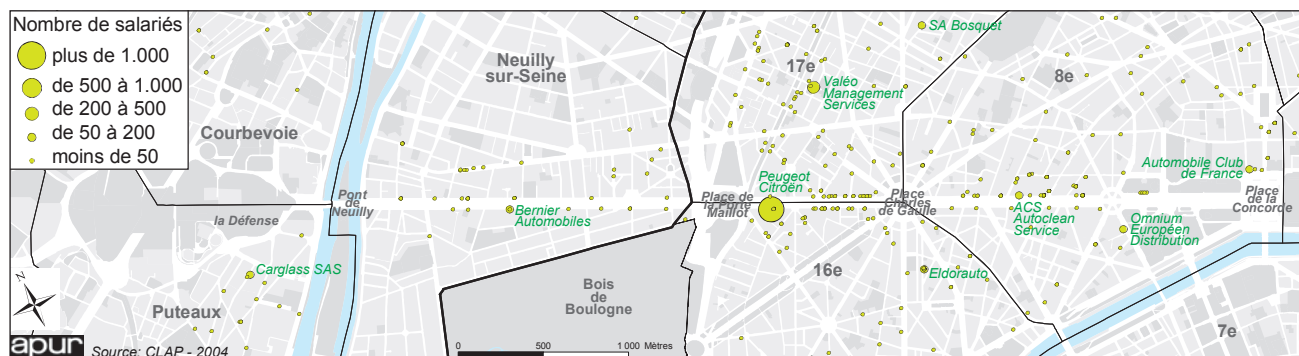 Nombre de salariés
plus de 1.000
de 500 à 1.000
de 200 à 500
de 50 à 200
moins de 50
Courbevoie
Neuilly
sur-Seine
17e
8e
SA Bosquet
Valéo
Management
Services
Pont
de
Neuilly
la Défense
Bernier
Automobiles
Place de
la Porte
Maillot
Peugeot
Citroën
Place
Charles
de Gaule
ACS
Autoclean
Service
Automobile Club
de France
Place
de la
Concorde
Omnium
Européen
Distribution
Carglass SAS
Puteaux
Bois
de
Boulogne
16e
Eldorauto
7e
N
apur
Source: CLAP - 2004
0 500 1 000 Mètres